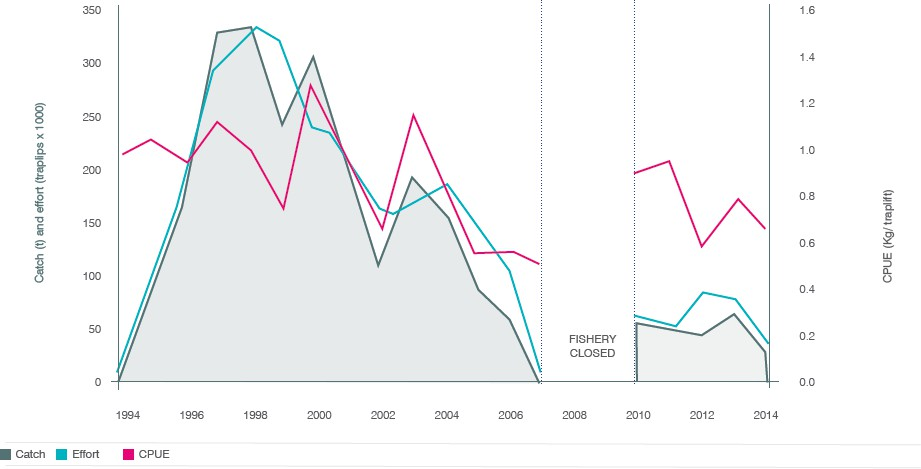 350
300
250
200
150
100
50
0
Catch (t) and effort (traplips x 1000)
1.6
1.4
1.2
1.0
0.8
0.6
0.4
0.2
0.0
CPUE (Kg/ traplift)
FISHERY
CLOSED
1994 1996 1998 2000 2002 2004 2006 2008 2010 2012 2014
Catch Effort CPUE